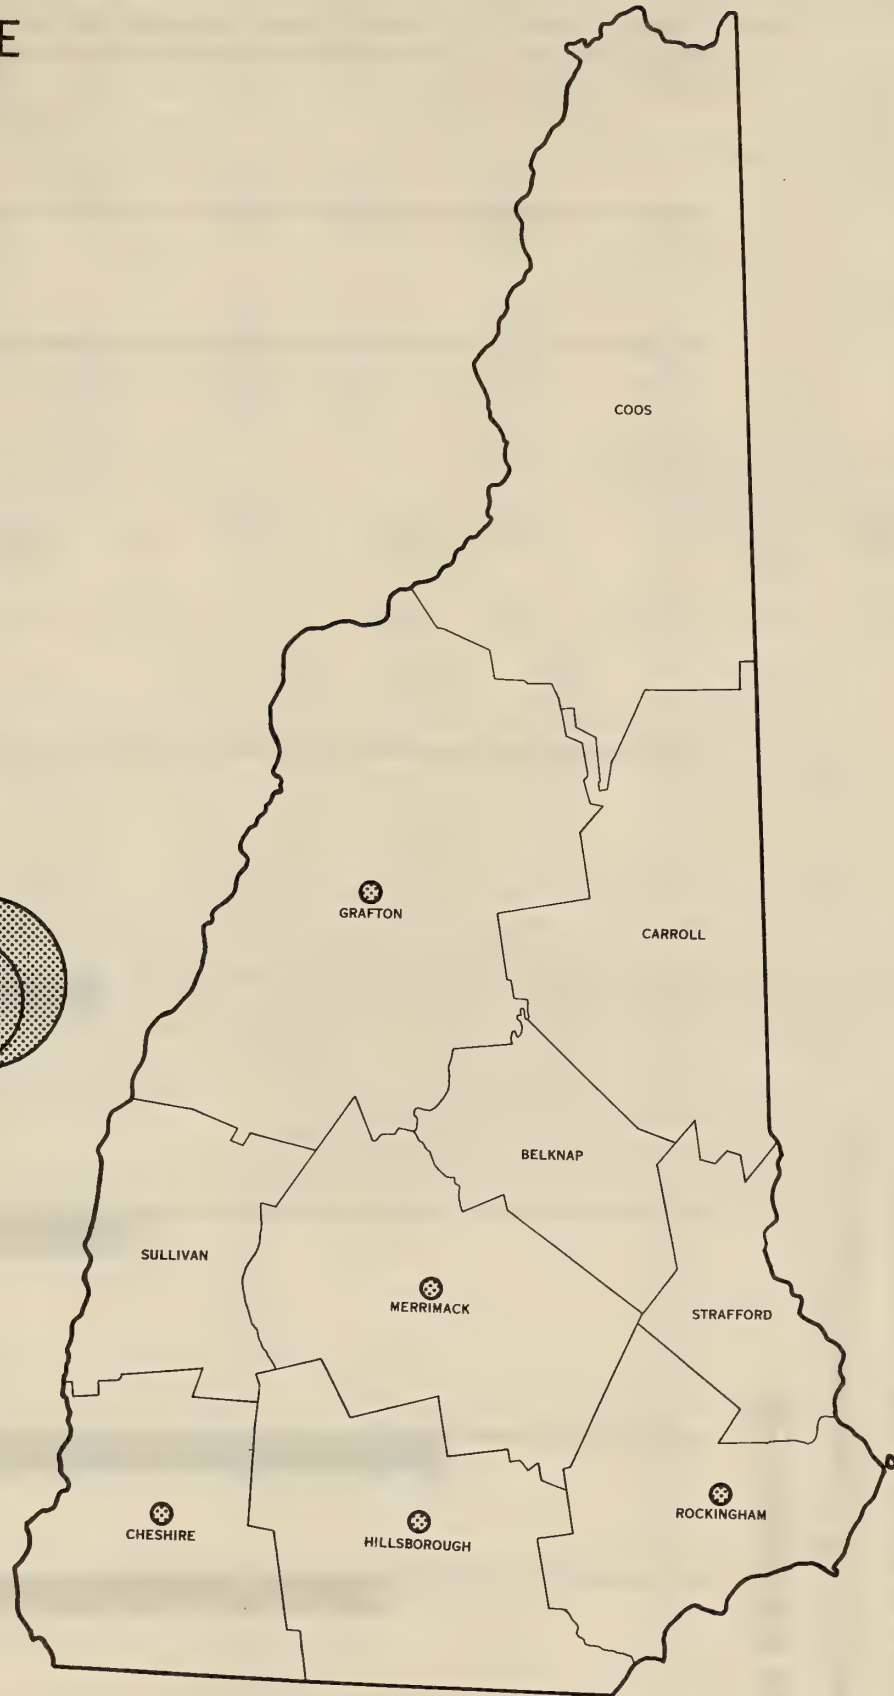 E
COOS
GRAFTON
CARROLL
BELKNAP
SULLIVAN
MERRIMACK
STRAFFORD
CHESHIRE
HILLSBOROUGH
ROCKINGHAM